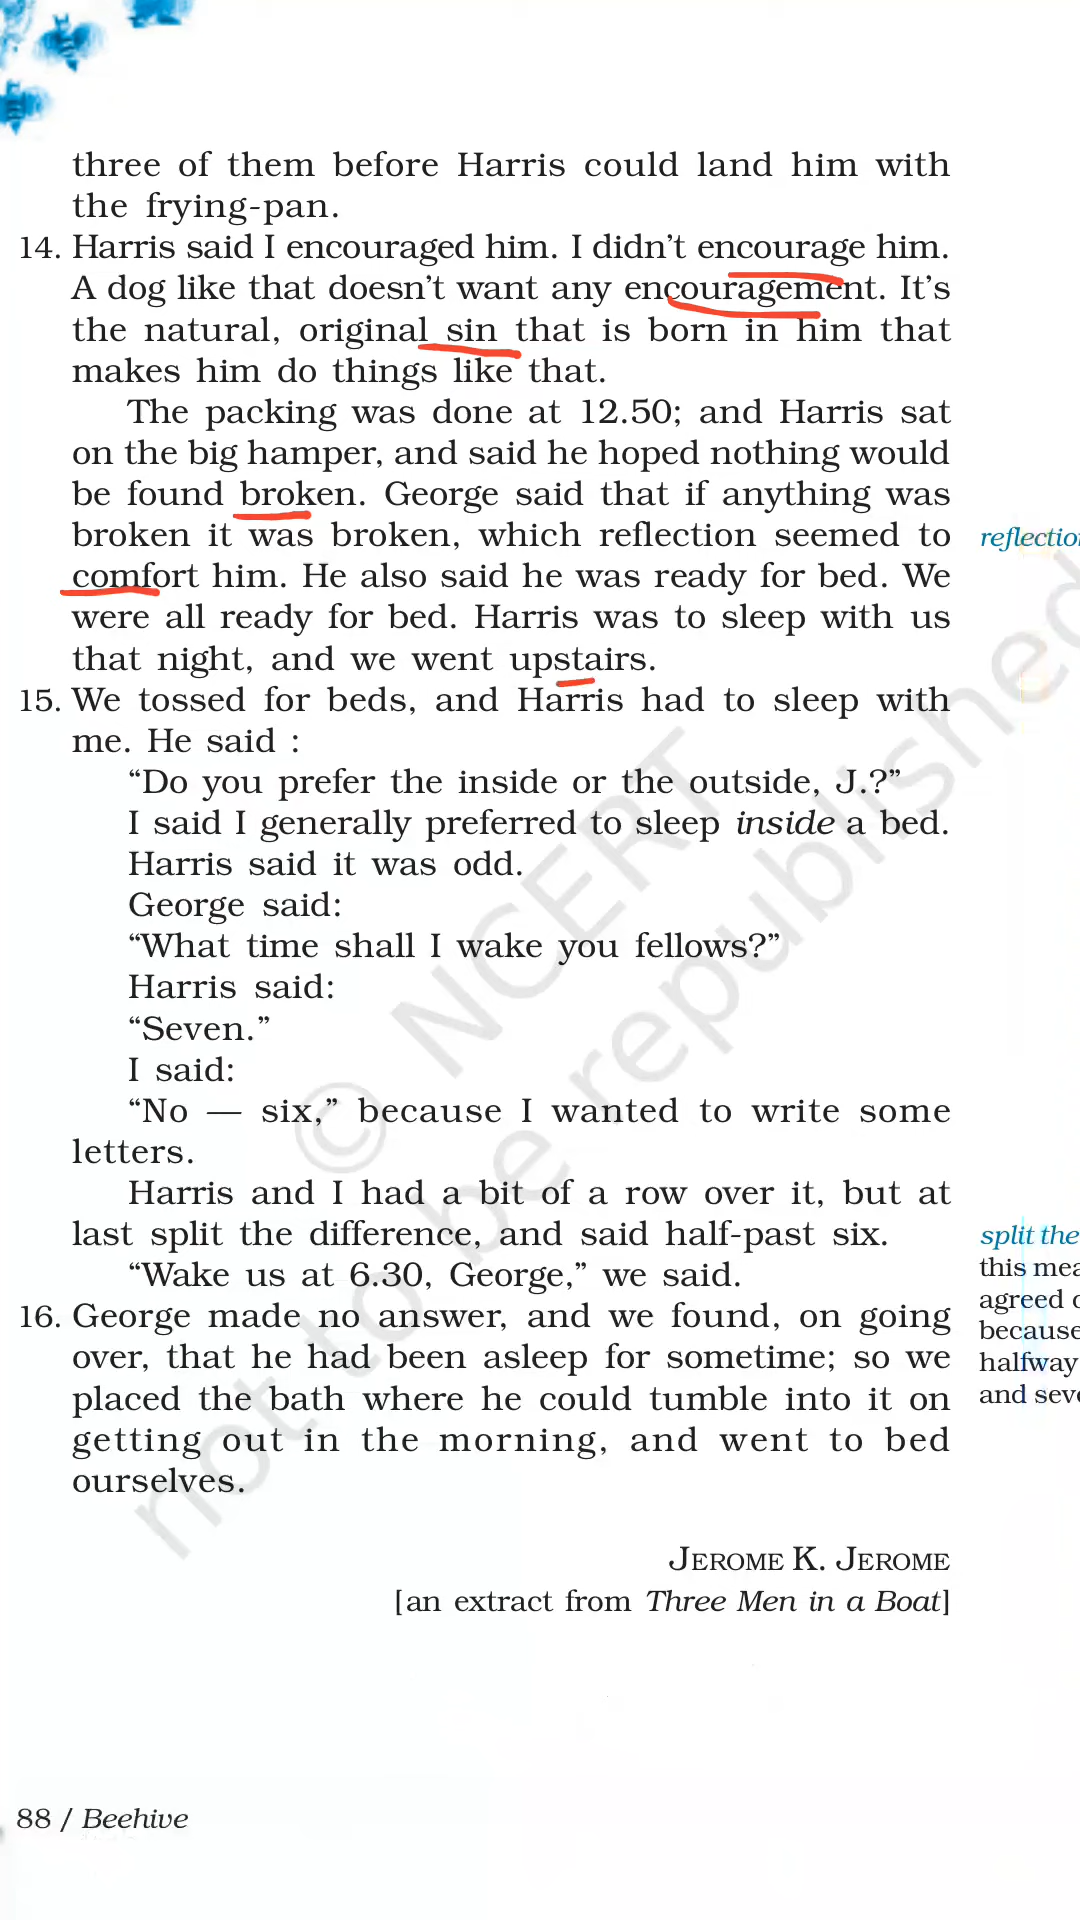 three of them before Harris could land him with
the frying-pan.
14. Harris said I encouraged him. I didn’t encourage him.
A dog like that doesn’t want any encouragement. It’s
the natural, original sin that is born in him that
makes him do things like that.
The packing was done at 12.50; and Harris sat
on the big hamper, and said he hoped nothing would
be found broken. George said that if anything was
broken it was broken, which reflection seemed to
comfort him. He also said he was ready for bed. We
were all ready for bed. Harris was to sleep with us
that night, and we went upstairs.
15. We tossed for beds, and Harris had to sleep with
me. He said :
“Do you prefer the inside or the outside, J.?”
I said I generally preferred to sleep inside a bed.
Harris said it was odd.
George said:
“What time shall I wake you fellows?”
Harris said:
“Seven.”
I said:
“No — six,” because I wanted to write some
letters.
Harris and I had a bit of a row over it, but at
last split the difference, and said half-past six.
“Wake us at 6.30, George,” we said.
16. George made no answer, and we found, on going
over, that he had been asleep for sometime; so we
placed the bath where he could tumble into it on
getting out in the morning, and went to bed
ourselves.
JEROME K. JEROME
[an extract from Three Men in a Boat]
reflectio
split the
this mea
agreed
because
halfway
and seve
88 / Beehive
© NCERT
not to be republished